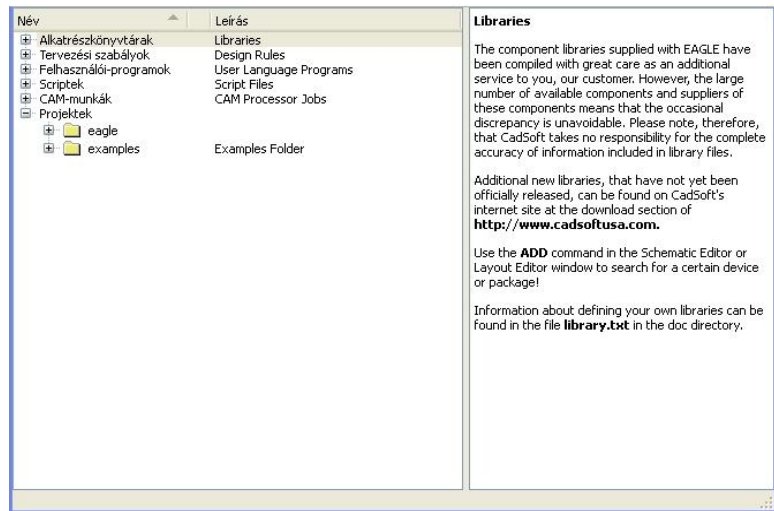 Név Leírás
Alkatrészkönyvtárak Libraries
Tervezési szabályok Design Rules
Felhasználói-programok User Language Programs
Scriptek Script Files
CAM-munkák CAM Processor Jobs
Projektek
eagle
examples Examples Folder
Libraries
The component libraries supplied with EAGLE have
been compiled with great care as an additional
service to you, our customer. However, the large
number of available components and suppliers of
these components means that the occasional
discrepancy is unavoidable. Please note, therefore,
that CadSoft takes no responsibility for the complete
accuracy of information included in library files.
Additional new libraries, that have not yet been
officially released, can be found on CadSoft's
internet site at the download section of
http://www.cadsoftusa.com.
Use the ADD command in the Schematic Editor or
Layout Editor window to search for a certain device
or package!
Information about defining your own libraries can be
found in the file library.txt in the doc directory.